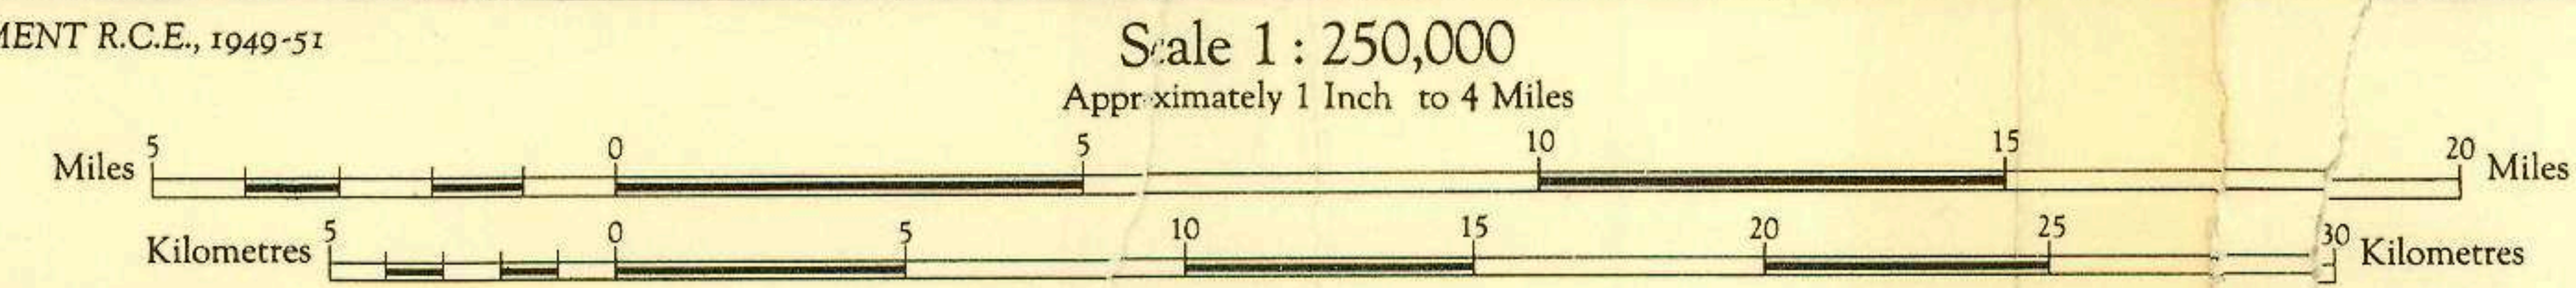 MENT R.C.E., 1949-51
Scale 1 : 250,000
Approximately 1 Inch to 4 Miles
Miles 5 0 5 10 15 20 Miles
Kilometres 5 0 5 10 15 20 25 30 Kilometres